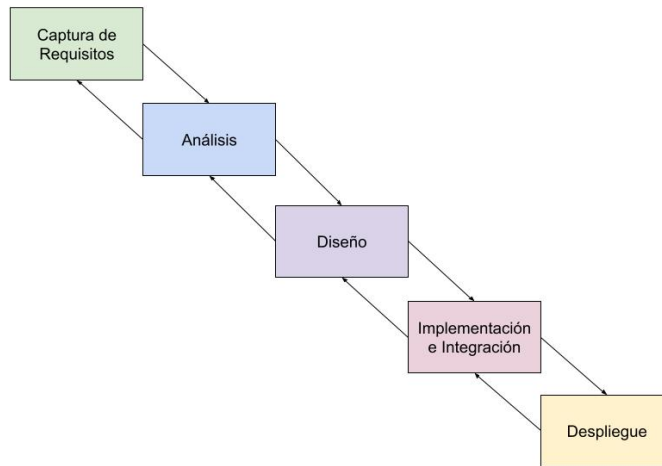 Captura de
Requisitos
Análisis
Diseño
Implementación
e Integración
Despliegue